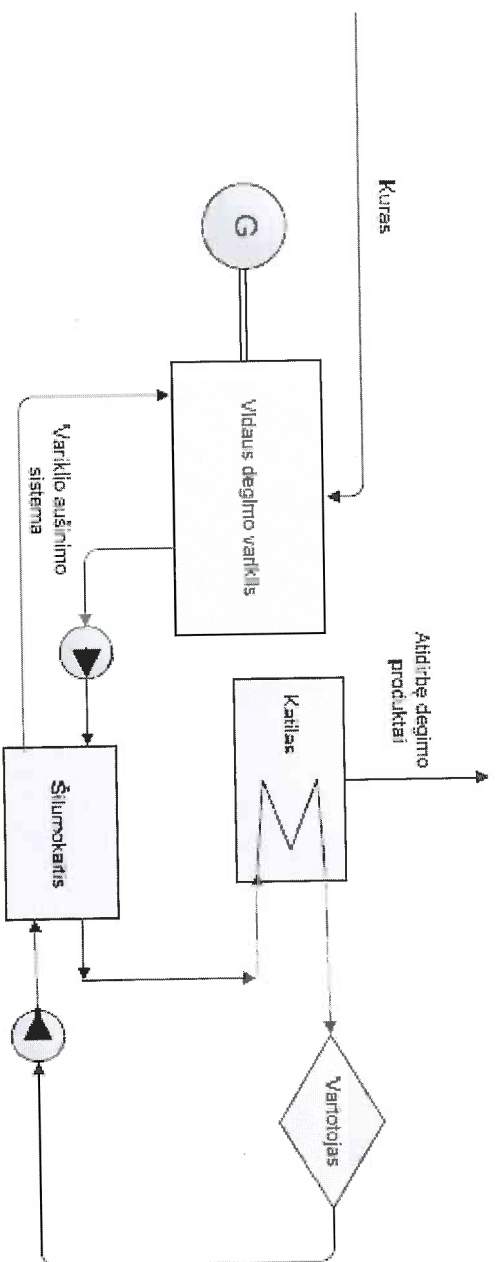 Kuras
G
Vidaus degimo variklis
Variklio aušinimo
sistema
Atidirbę degimo
produktai
Katilas
Šilumokaitis
Vartotojas